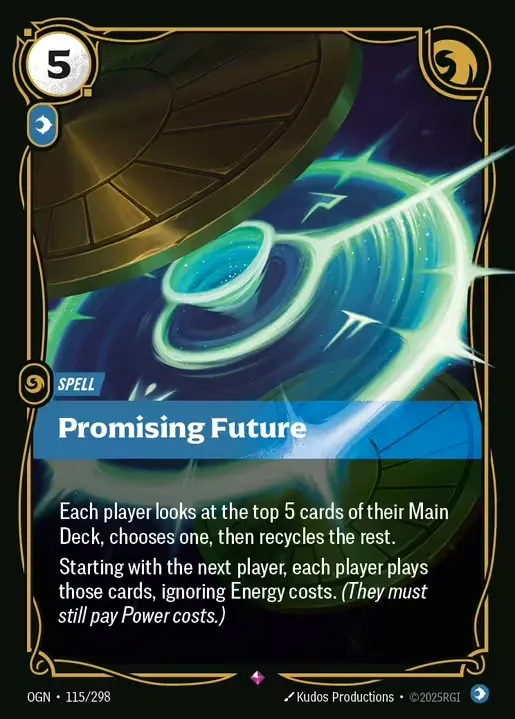 5
SPELL
Promising Future
Each player looks at the top 5 cards of their Main
Deck, chooses one, then recycles the rest.
Starting with the next player, each player plays
those cards, ignoring Energy costs. (They must
still pay Power costs.)
OGN • 115/298
Kudos Productions • ©2025RGI